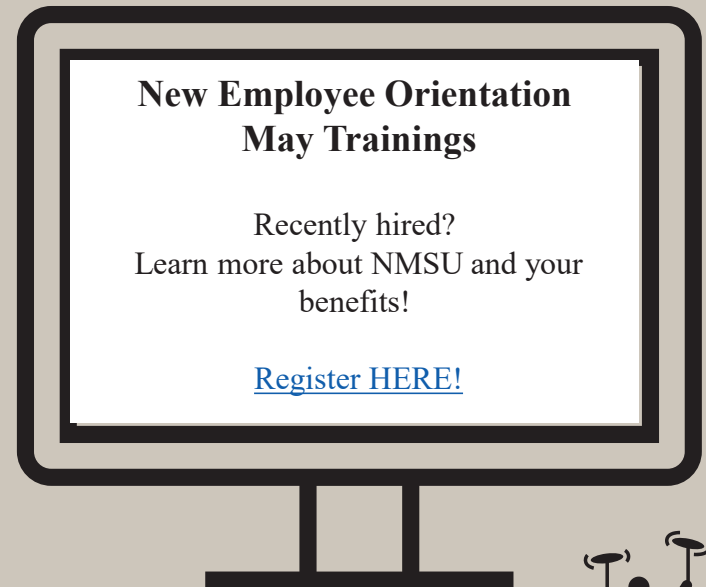 New Employee Orientation
May Trainings
Recently hired?
Learn more about NMSU and your
benefits!
Register HERE!